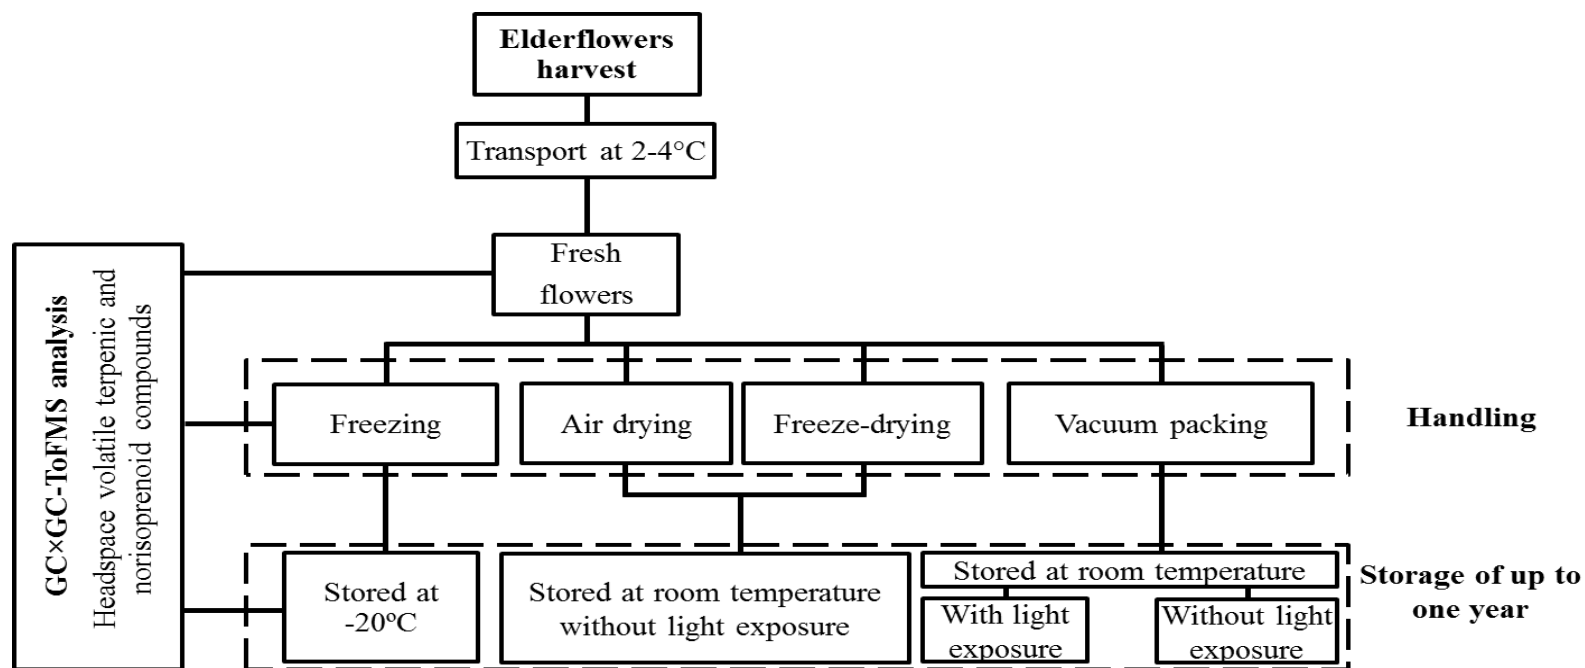 Elderflowers
harvest
Transport at 2-4°C
Fresh
flowers
GC×GC-ToFMS analysis
Headspace volatile terpenic and
norisoprenoid compounds
Freezing
Air drying
Freeze-drying
Vacuum packing
Handling
Stored at
-20ºC
Stored at room temperature
without light exposure
Stored at room temperature
With light
exposure
Without light
exposure
Storage of up to
one year